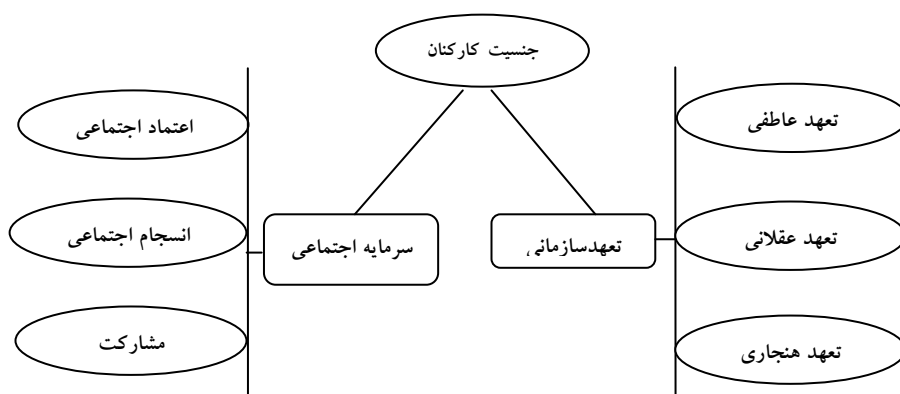 جنسیت کارکنان
تعهد عاطفی
اعتماد اجتماعی
تعهد عقلانی
تعهدسازمانی
سرمایه اجتماعی
انسجام اجتماعی
تعهد هنجاری
مشارکت